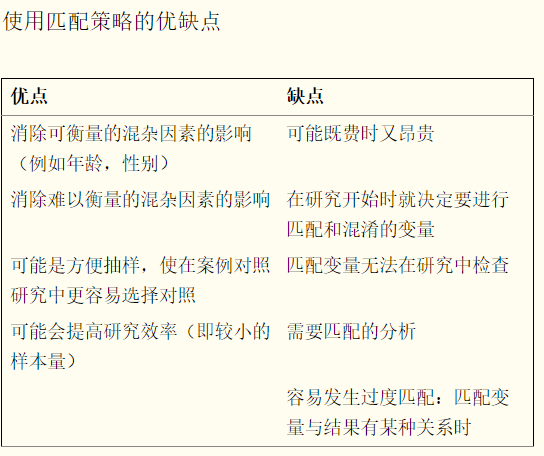 使用匹配策略的优缺点
优点 缺点
消除可衡量的混杂因素的影响 可能既费时又昂贵
（例如年龄，性别）
消除难以衡量的混杂因素的影响 在研究开始时就决定要进行
匹配和混淆的变量
可能是方便抽样，使在案例对照 匹配变量无法在研究中检查
研究中更容易选择对照
可能会提高研究效率（即较小的 需要匹配的分析
样本量）
容易发生过度匹配：匹配变
量与结果有某种关系时